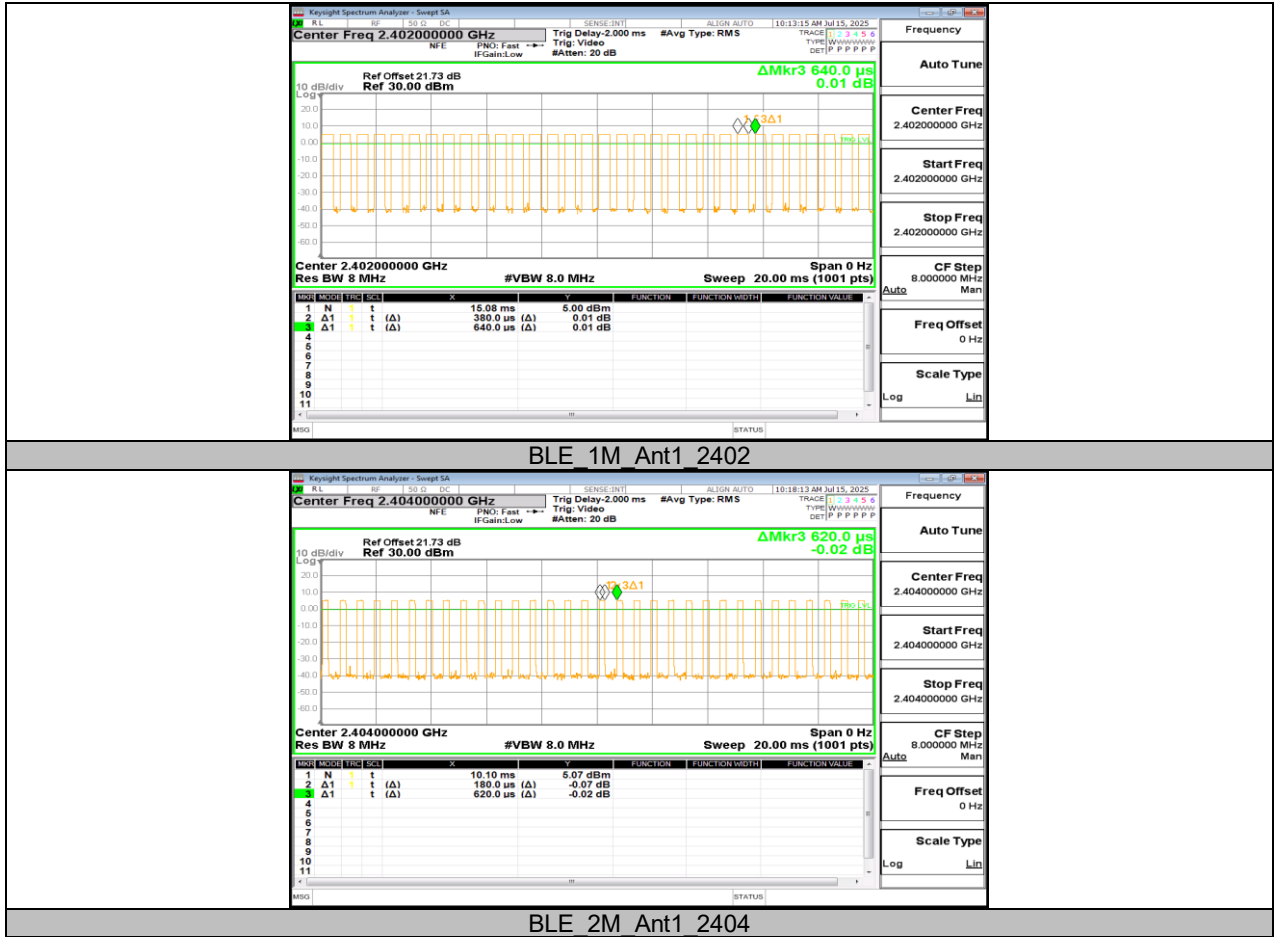 Keysight Spectrum Analyzer - Swept SA
RL RF 50 Ω DC SENSE:INT ALIGN AUTO 10:13:15 AM Jul 15, 2025
Center Freq 2.402000000 GHz
NFE PNO: Fast IFGain:Low
Trig Delay-2.000 ms #Avg Type: RMS
Trig: Video
#Atten: 20 dB
TRACE 1 2 3 4 5 6
TYPE WWWWWWW
DET P P P P P P
Frequency
Auto Tune
Center Freq
2.402000000 GHz
Start Freq
2.402000000 GHz
Stop Freq
2.402000000 GHz
CF Step
8.000000 MHz
Auto Man
Freq Offset
0 Hz
Scale Type
Log Lin
ΔMkr3 640.0 µs
0.01 dB
Ref Offset 21.73 dB
10 dB/div Ref 30.00 dBm
Log
20.0
10.0
0.00
-10.0
-20.0
-30.0
-40.0
-50.0
-60.0
3Δ1
TRIG LVL
Center 2.402000000 GHz Span 0 Hz
Res BW 8 MHz #VBW 8.0 MHz Sweep 20.00 ms (1001 pts)
MKR MODE TRC SCL X Y FUNCTION FUNCTION WIDTH FUNCTION VALUE
1 N 1 t 15.08 ms 5.00 dBm
2 Δ1 1 t (Δ) 380.0 µs (Δ) 0.01 dB
3 Δ1 1 t (Δ) 640.0 µs (Δ) 0.01 dB
4
5
6
7
8
9
10
11
MSG STATUS
BLE_1M_Ant1_2402
Keysight Spectrum Analyzer - Swept SA
RL RF 50 Ω DC SENSE:INT ALIGN AUTO 10:18:13 AM Jul 15, 2025
Center Freq 2.404000000 GHz
NFE PNO: Fast IFGain:Low
Trig Delay-2.000 ms #Avg Type: RMS
Trig: Video
#Atten: 20 dB
TRACE 1 2 3 4 5 6
TYPE WWWWWWW
DET P P P P P P
Frequency
Auto Tune
Center Freq
2.404000000 GHz
Start Freq
2.404000000 GHz
Stop Freq
2.404000000 GHz
CF Step
8.000000 MHz
Auto Man
Freq Offset
0 Hz
Scale Type
Log Lin
ΔMkr3 620.0 µs
-0.02 dB
Ref Offset 21.73 dB
10 dB/div Ref 30.00 dBm
Log
20.0
10.0
0.00
-10.0
-20.0
-30.0
-40.0
-50.0
-60.0
3Δ1
TRIG LVL
Center 2.404000000 GHz Span 0 Hz
Res BW 8 MHz #VBW 8.0 MHz Sweep 20.00 ms (1001 pts)
MKR MODE TRC SCL X Y FUNCTION FUNCTION WIDTH FUNCTION VALUE
1 N 1 t 10.10 ms 5.07 dBm
2 Δ1 1 t (Δ) 180.0 µs (Δ) -0.07 dB
3 Δ1 1 t (Δ) 620.0 µs (Δ) -0.02 dB
4
5
6
7
8
9
10
11
MSG STATUS
BLE_2M_Ant1_2404